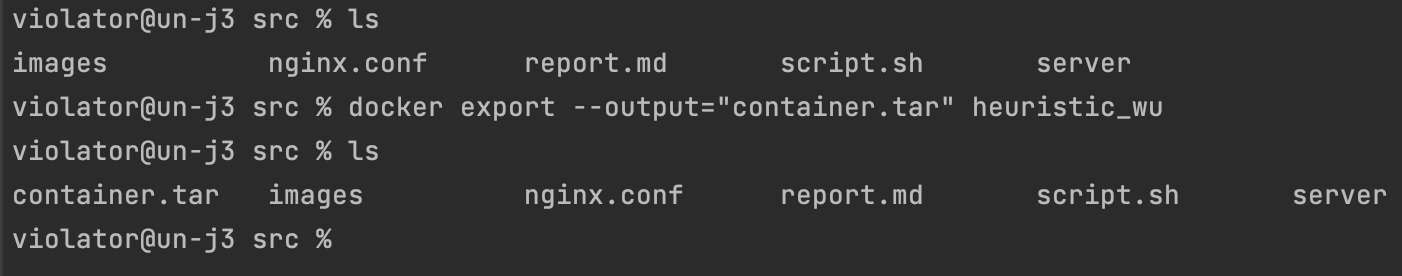 violator@un-j3 src % ls
images          nginx.conf      report.md       script.sh       server
violator@un-j3 src % docker export --output="container.tar" heuristic_wu
violator@un-j3 src % ls
container.tar   images          nginx.conf      report.md       script.sh       server
violator@un-j3 src %